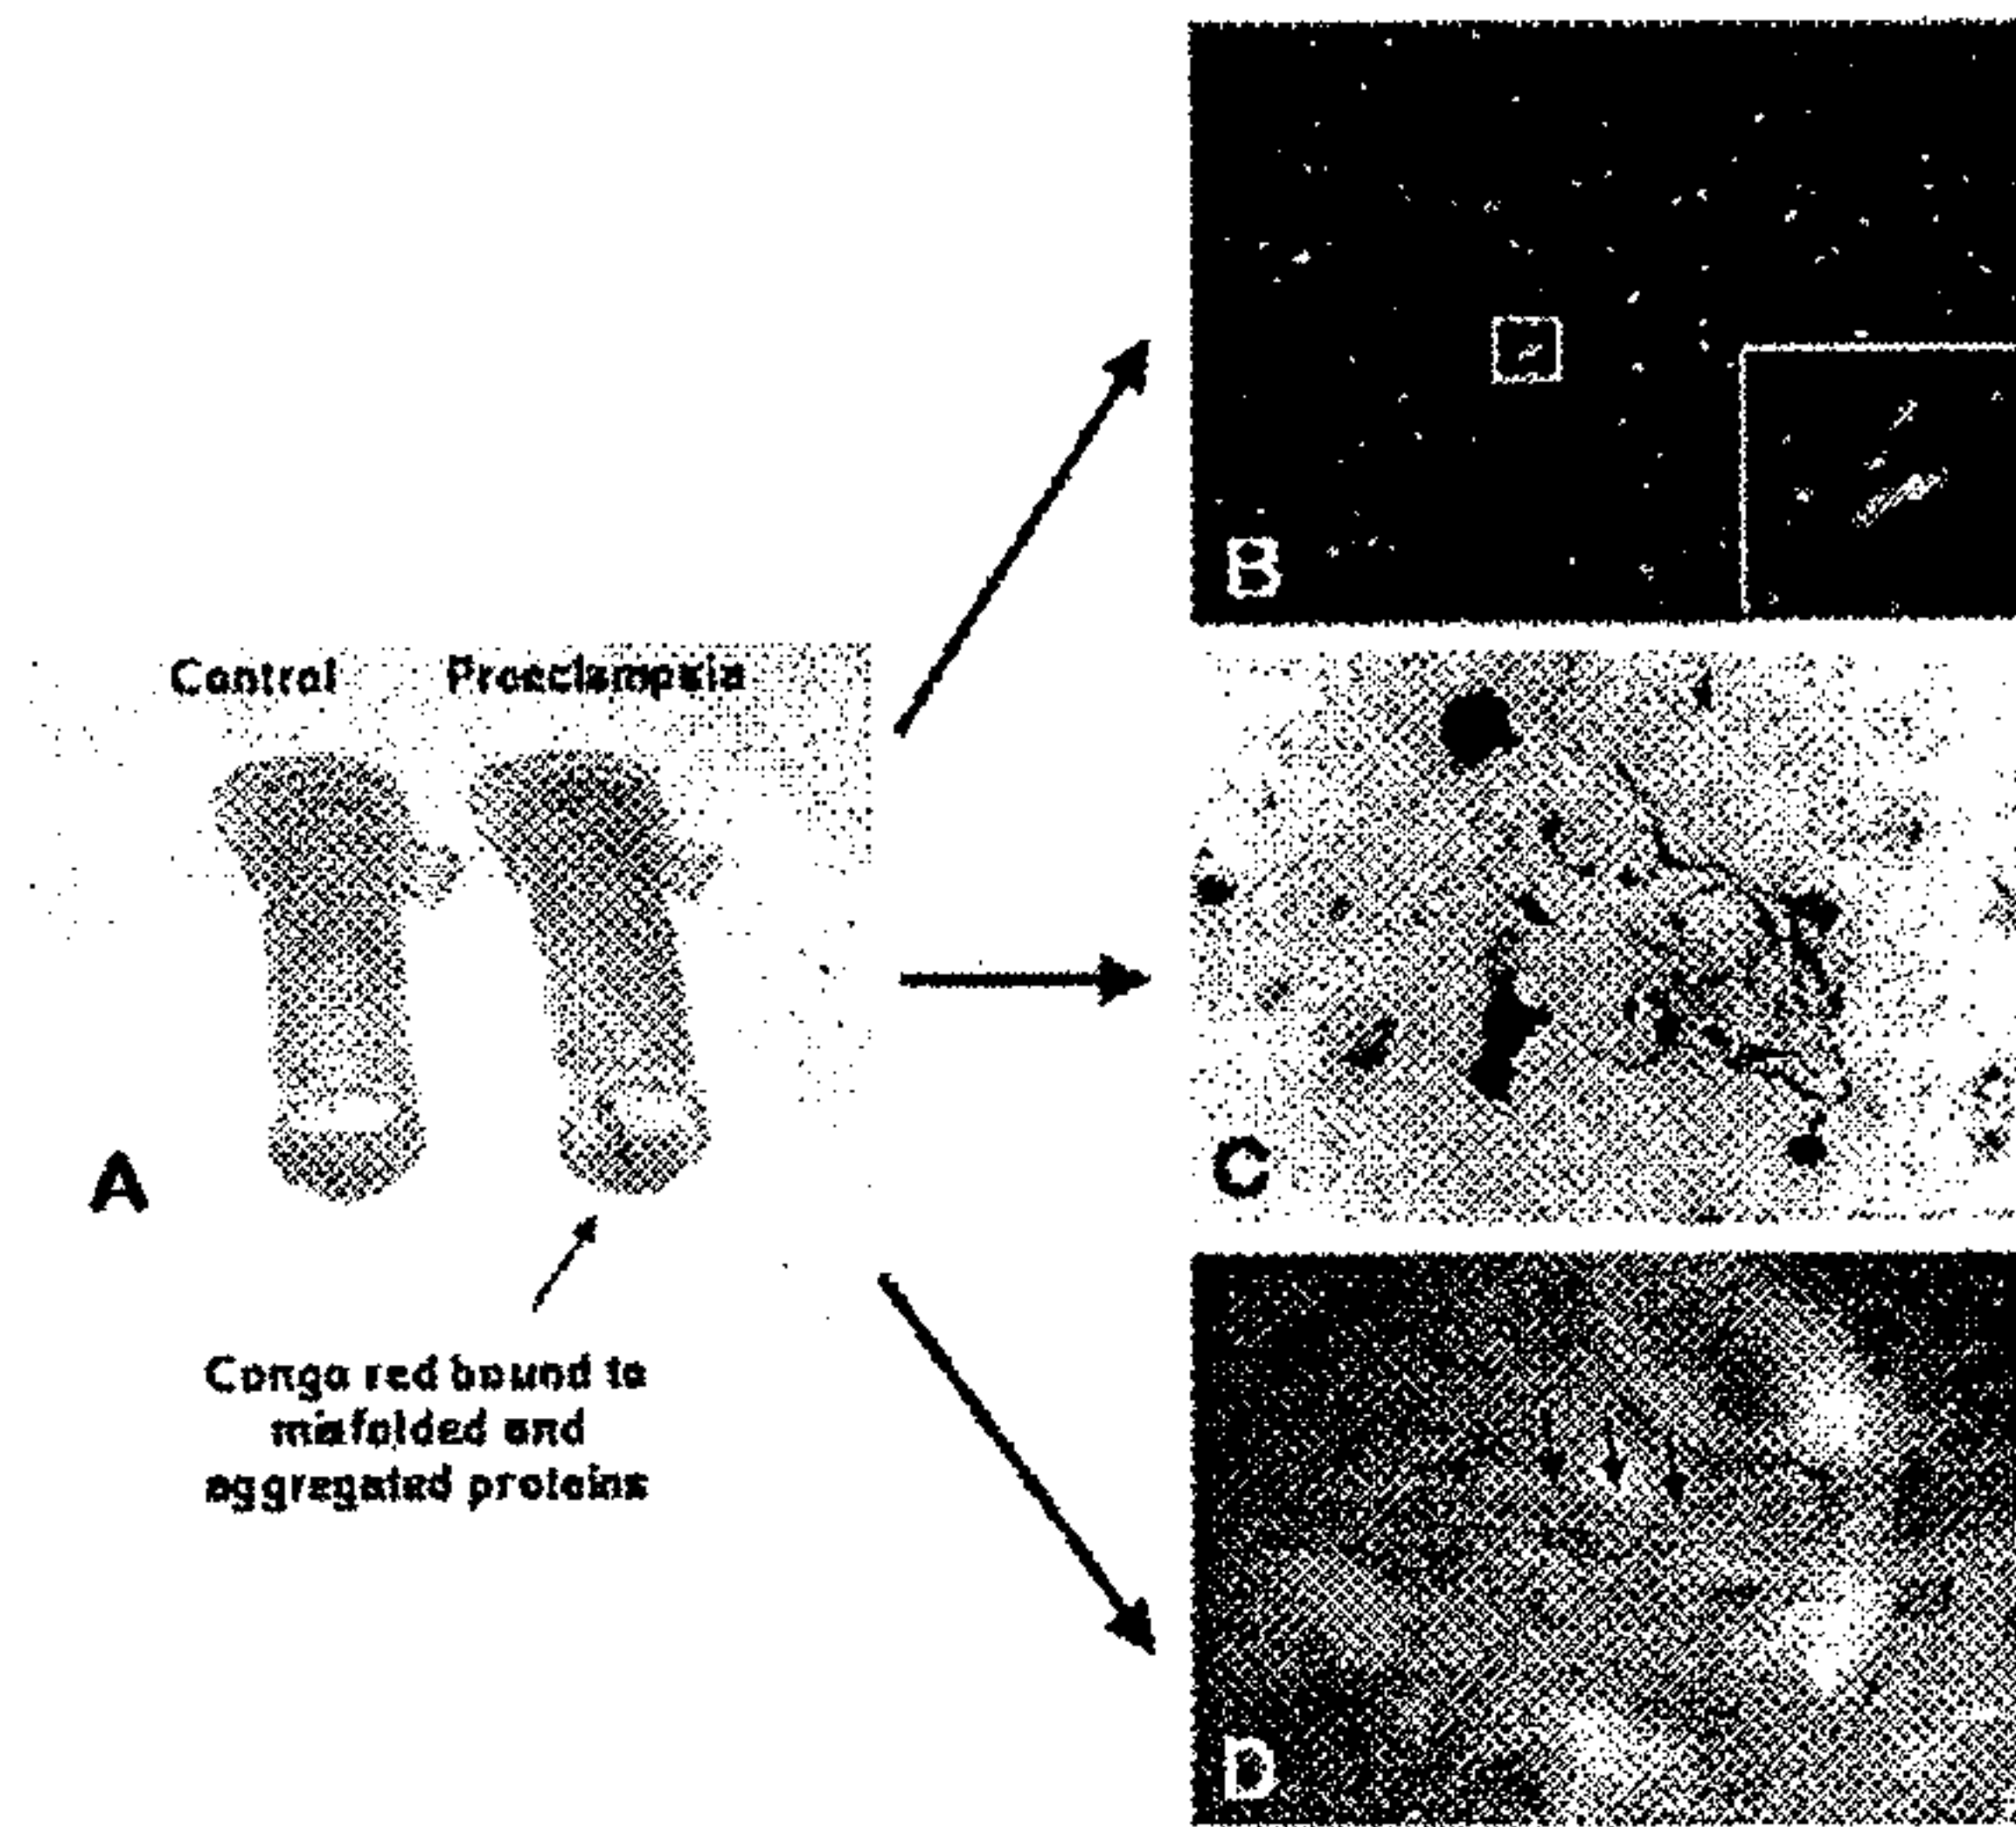 Control Preeclampsia
A
Congo red bound to
misfolded and
aggregated proteins
B
C
D